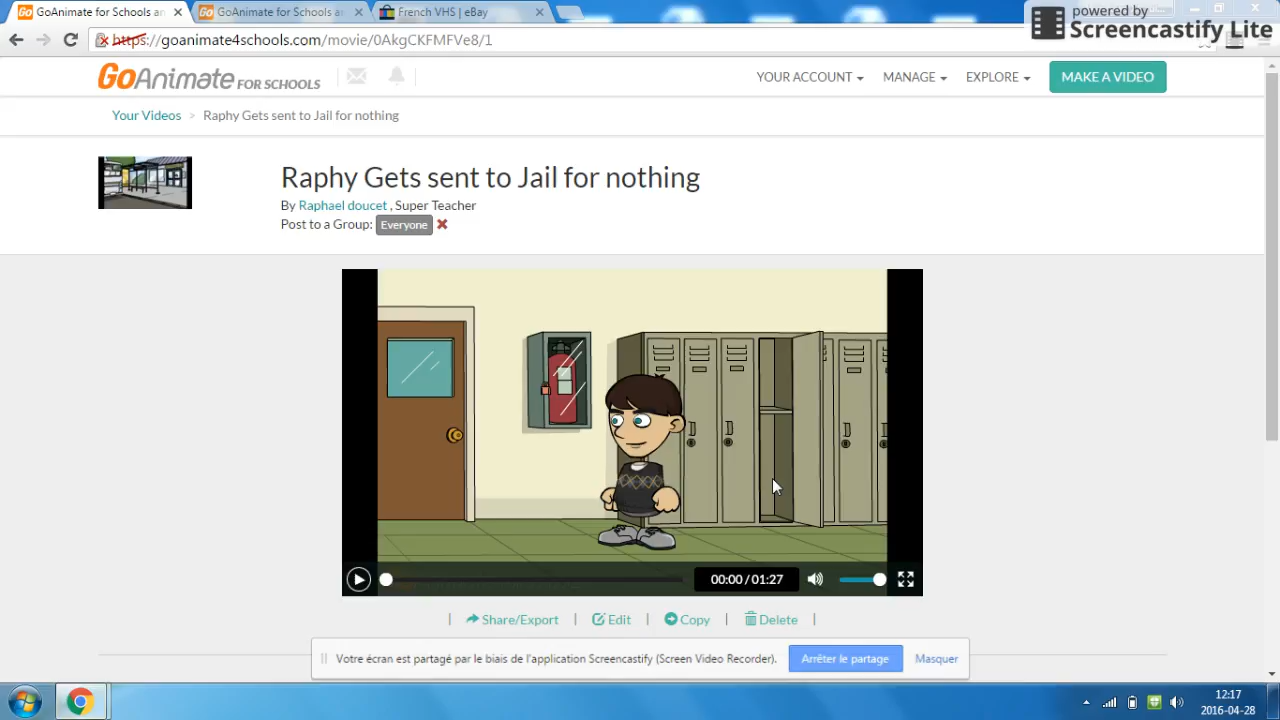 GoAnimate for Schools an
GoAnimate for Schools an
French VHS | eBay
powered by
Screencastify Lite
https://goanimate4schools.com/movie/0AkgCKFMFVe8/1
GoAnimate FOR SCHOOLS
YOUR ACCOUNT
MANAGE
EXPLORE
MAKE A VIDEO
Your Videos > Raphy Gets sent to Jail for nothing
Raphy Gets sent to Jail for nothing
By Raphael doucet , Super Teacher
Post to a Group: Everyone
00:00 / 01:27
| Share/Export | Edit | Copy | Delete |
Votre écran est partagé par le biais de l'application Screencastify (Screen Video Recorder).
Arrêter le partage
Masquer
12:17
2016-04-28